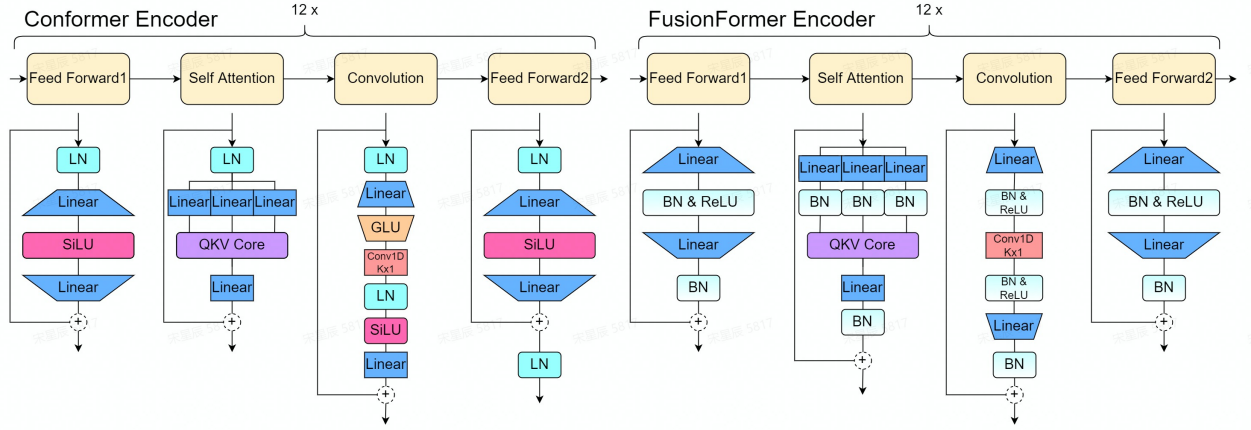 Conformer Encoder
12 x
FusionFormer Encoder
12 x
Feed Forward1
Self Attention
Convolution
Feed Forward2
Feed Forward1
Self Attention
Convolution
Feed Forward2
LN
Linear
SiLU
Linear
+
LN
Linear Linear Linear
QKV Core
Linear
+
LN
Linear
GLU
Conv1D
Kx1
LN
SiLU
Linear
+
LN
Linear
SiLU
Linear
+
LN
Linear
BN & ReLU
Linear
BN
+
Linear Linear Linear
BN BN BN
QKV Core
Linear
BN
+
Linear
BN &
ReLU
Conv1D
Kx1
BN &
ReLU
Linear
BN
+
Linear
BN & ReLU
Linear
BN
+